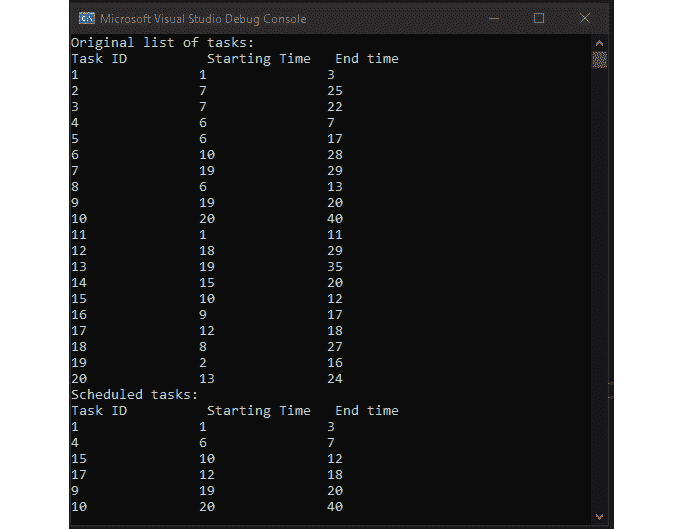 Microsoft Visual Studio Debug Console
Original list of tasks:
Task ID Starting Time End time
1 1 3
2 7 25
3 7 22
4 6 7
5 6 17
6 10 28
7 19 29
8 6 13
9 19 20
10 20 40
11 1 11
12 18 29
13 19 35
14 15 20
15 10 12
16 9 17
17 12 18
18 8 27
19 2 16
20 13 24
Scheduled tasks:
Task ID Starting Time End time
1 1 3
4 6 7
15 10 12
17 12 18
9 19 20
10 20 40